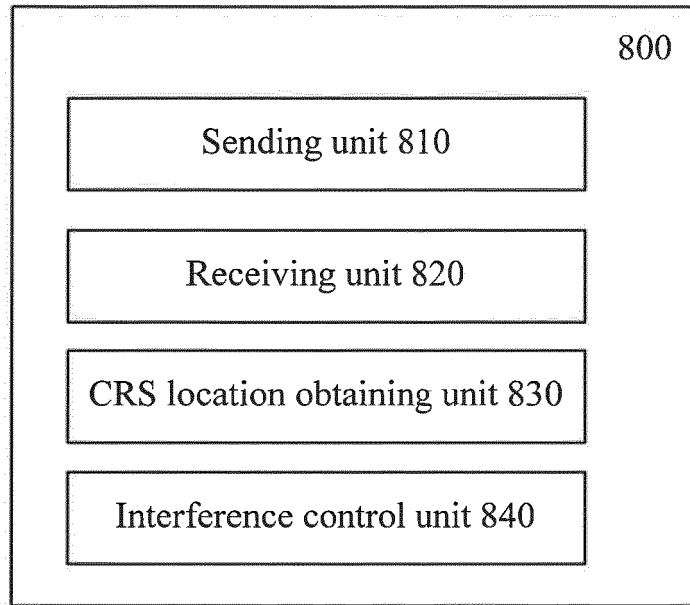 800
Sending unit 810
Receiving unit 820
CRS location obtaining unit 830
Interference control unit 840